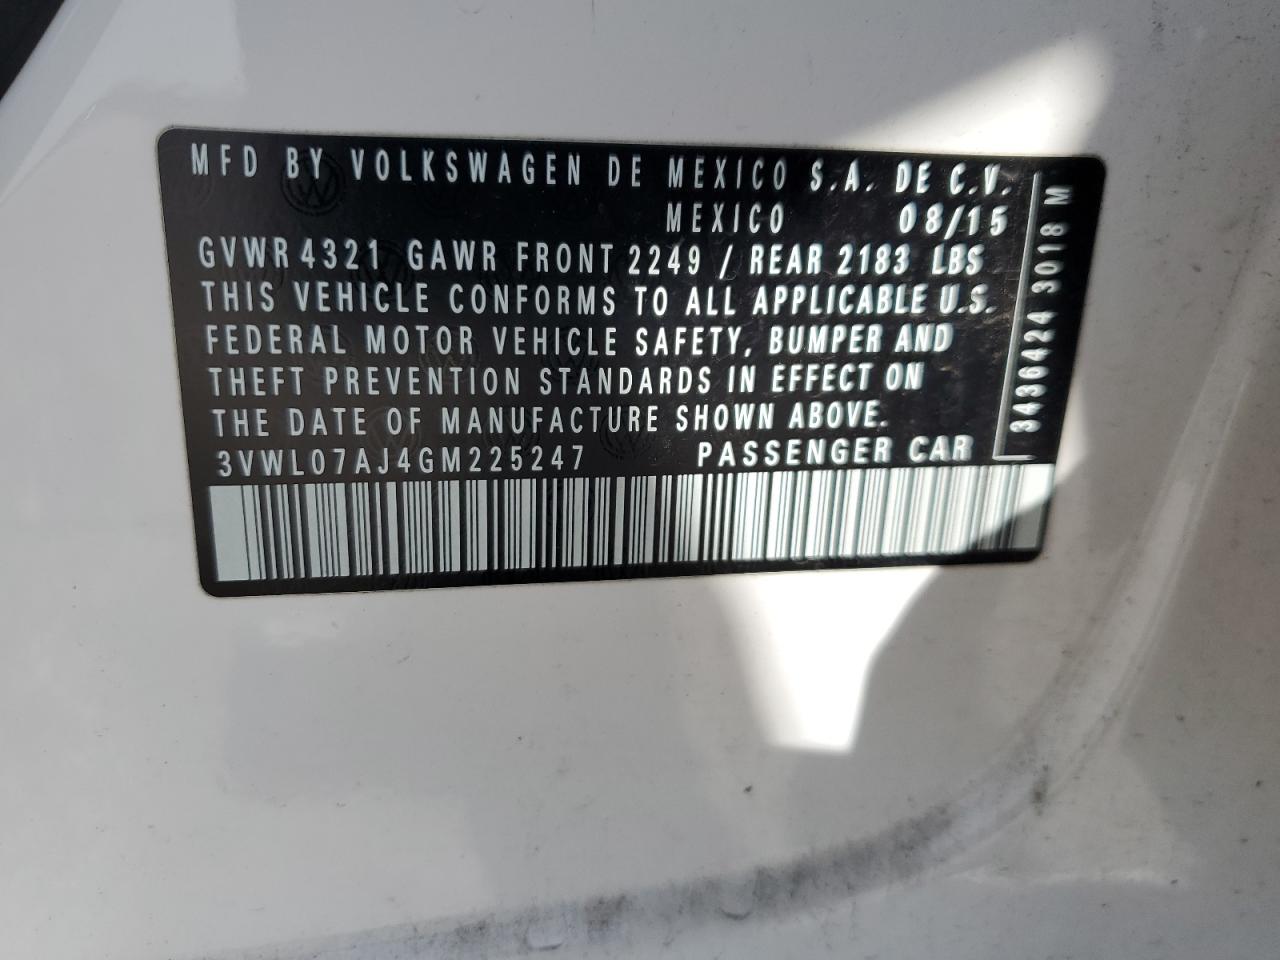 MFD BY VOLKSWAGEN DE MEXICO S.A. DE C.V.
MEXICO 08/15
GVWR 4321 GAWR FRONT 2249 / REAR 2183 LBS
THIS VEHICLE CONFORMS TO ALL APPLICABLE U.S.
FEDERAL MOTOR VEHICLE SAFETY, BUMPER AND
THEFT PREVENTION STANDARDS IN EFFECT ON
THE DATE OF MANUFACTURE SHOWN ABOVE.
3VWL07AJ4GM225247 PASSENGER CAR
3436424 3018 M